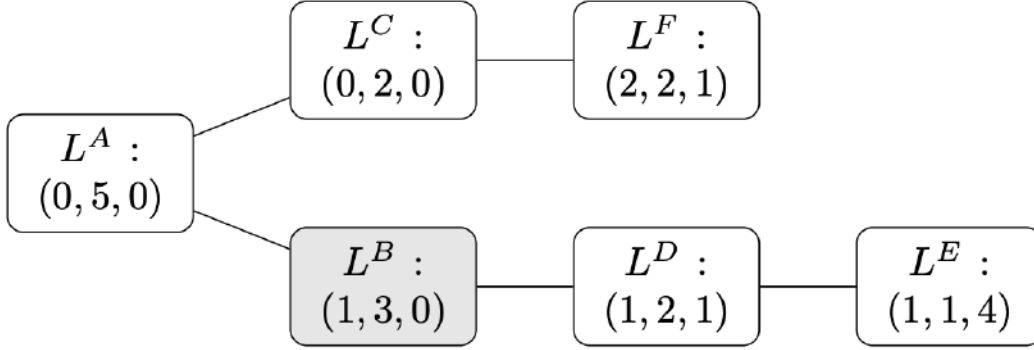 L^C :
(0, 2, 0)
L^F :
(2, 2, 1)
L^A :
(0, 5, 0)
L^B :
(1, 3, 0)
L^D :
(1, 2, 1)
L^E :
(1, 1, 4)